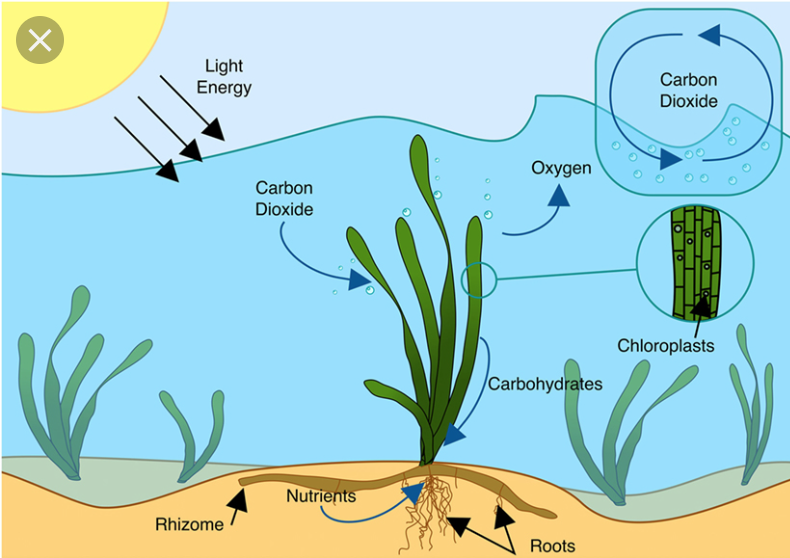 Light
Energy
Carbon
Dioxide
Carbon
Dioxide
Oxygen
Chloroplasts
Carbohydrates
Nutrients
Rhizome
Roots